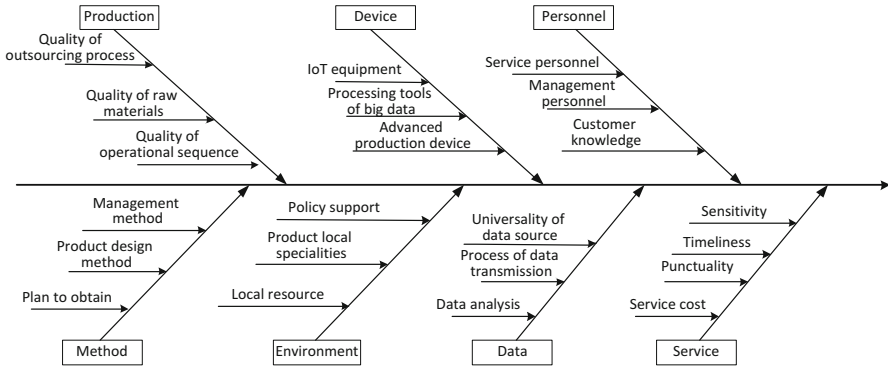 Production
Device
Personnel
Quality of
outsourcing process
Quality of raw
materials
Quality of
operational sequence
IoT equipment
Processing tools
of big data
Advanced
production device
Service personnel
Management
personnel
Customer
knowledge
Management
method
Product design
method
Plan to obtain
Policy support
Product local
specialities
Local resource
Universality of
data source
Process of data
transmission
Data analysis
Sensitivity
Timeliness
Punctuality
Service cost
Method
Environment
Data
Service